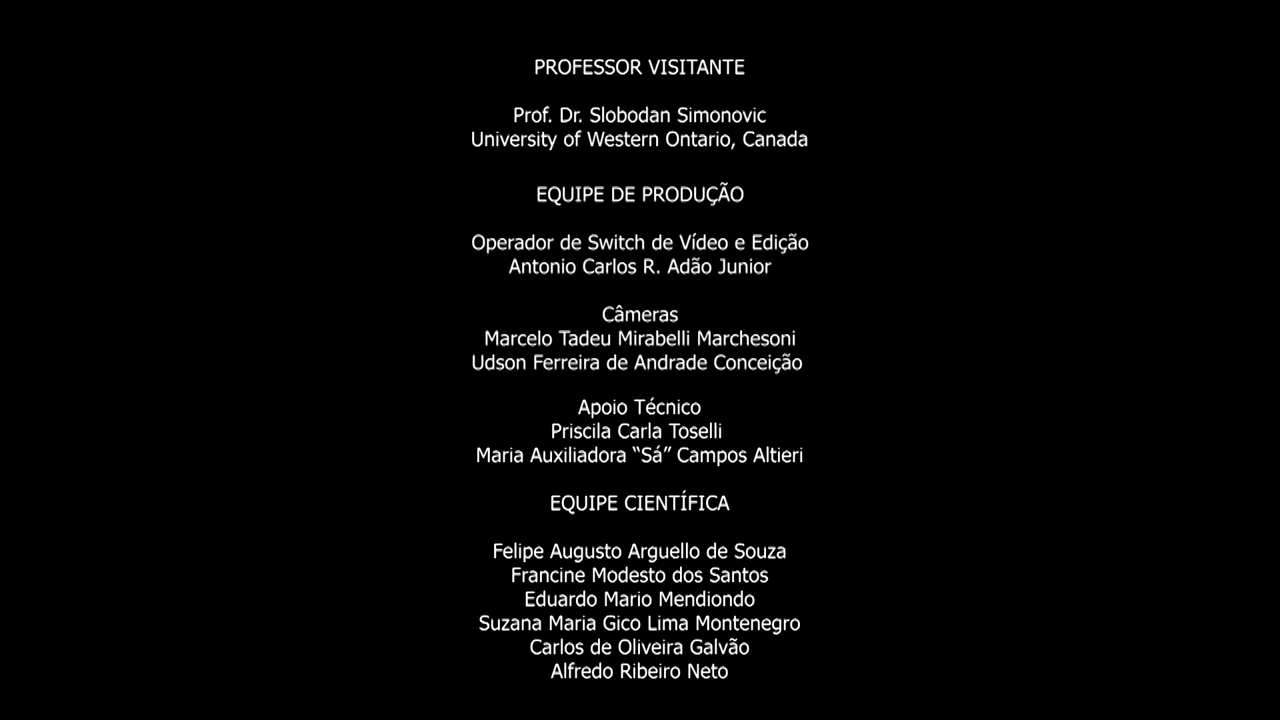 PROFESSOR VISITANTE
Prof. Dr. Slobodan Simonovic
University of Western Ontario, Canada
EQUIPE DE PRODUÇÃO
Operador de Switch de Vídeo e Edição
Antonio Carlos R. Adão Junior
Câmeras
Marcelo Tadeu Mirabelli Marchesoni
Udson Ferreira de Andrade Conceição
Apoio Técnico
Priscila Carla Toselli
Maria Auxiliadora “Sá” Campos Altieri
EQUIPE CIENTÍFICA
Felipe Augusto Arguello de Souza
Francine Modesto dos Santos
Eduardo Mario Mendiondo
Suzana Maria Gico Lima Montenegro
Carlos de Oliveira Galvão
Alfredo Ribeiro Neto